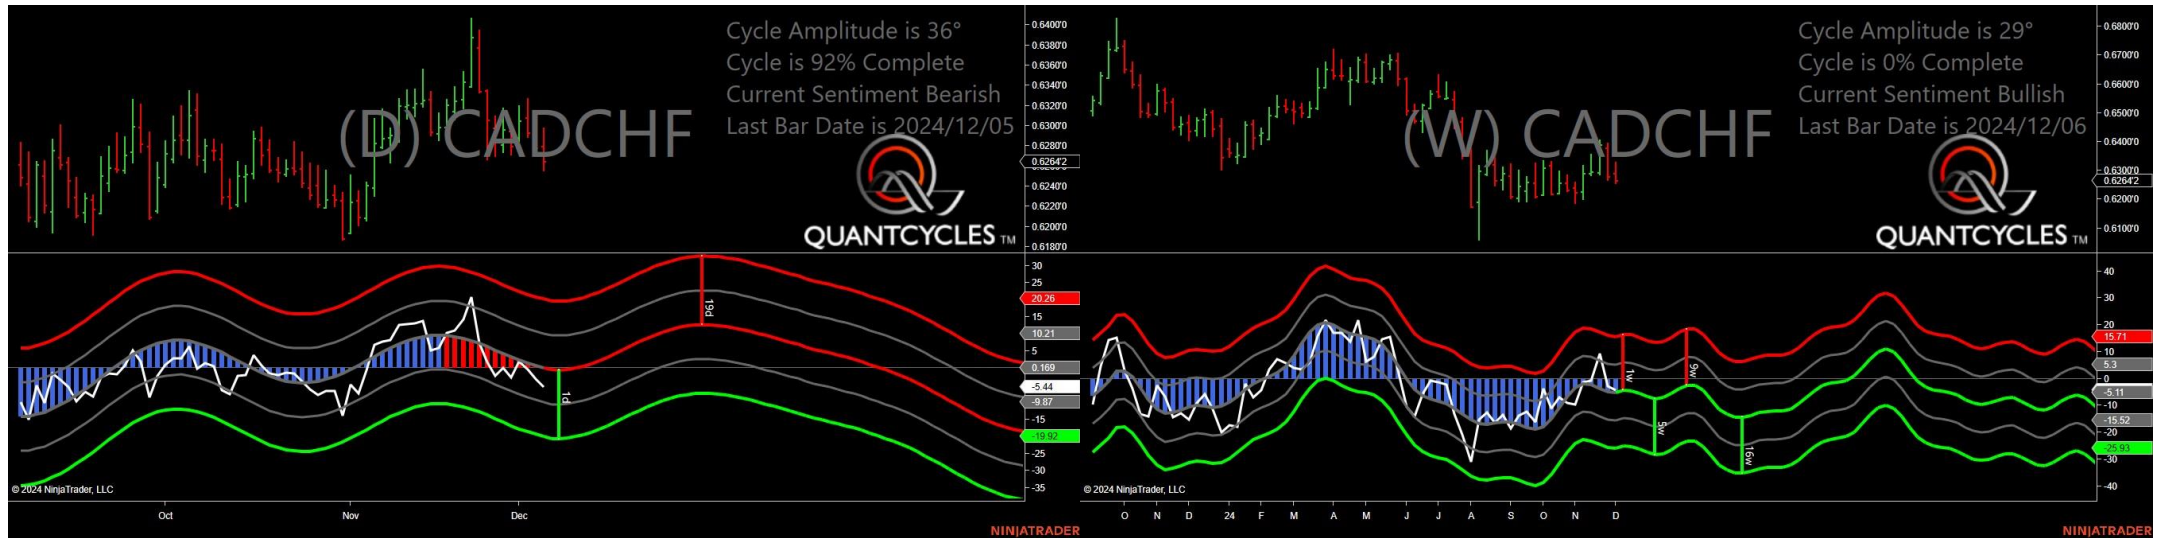 Cycle Amplitude is 36°
Cycle is 92% Complete
Current Sentiment Bearish
Last Bar Date is 2024/12/05
(D) CADCHF
QUANTCYCLES TM
0.6400'0
0.6380'0
0.6360'0
0.6340'0
0.6320'0
0.6300'0
0.6280'0
0.6264'2
0.6240'0
0.6220'0
0.6200'0
0.6180'0
30
25
20.26
15
10.21
5
0.169
-5.44
-9.87
-15
-19.92
-25
-30
-35
19d
1d
© 2024 NinjaTrader, LLC
Oct Nov Dec
NINJATRADER
Cycle Amplitude is 29°
Cycle is 0% Complete
Current Sentiment Bullish
Last Bar Date is 2024/12/06
(W) CADCHF
QUANTCYCLES TM
0.6800'0
0.6700'0
0.6600'0
0.6500'0
0.6400'0
0.6300'0
0.6264'2
0.6200'0
0.6100'0
40
30
20
15.71
10
5.3
0
-5.11
-10
-15.52
-20
-25.93
-30
-40
1w
9w
5w
16w
© 2024 NinjaTrader, LLC
O N D 24 F M A M J J A S O N D
NINJATRADER